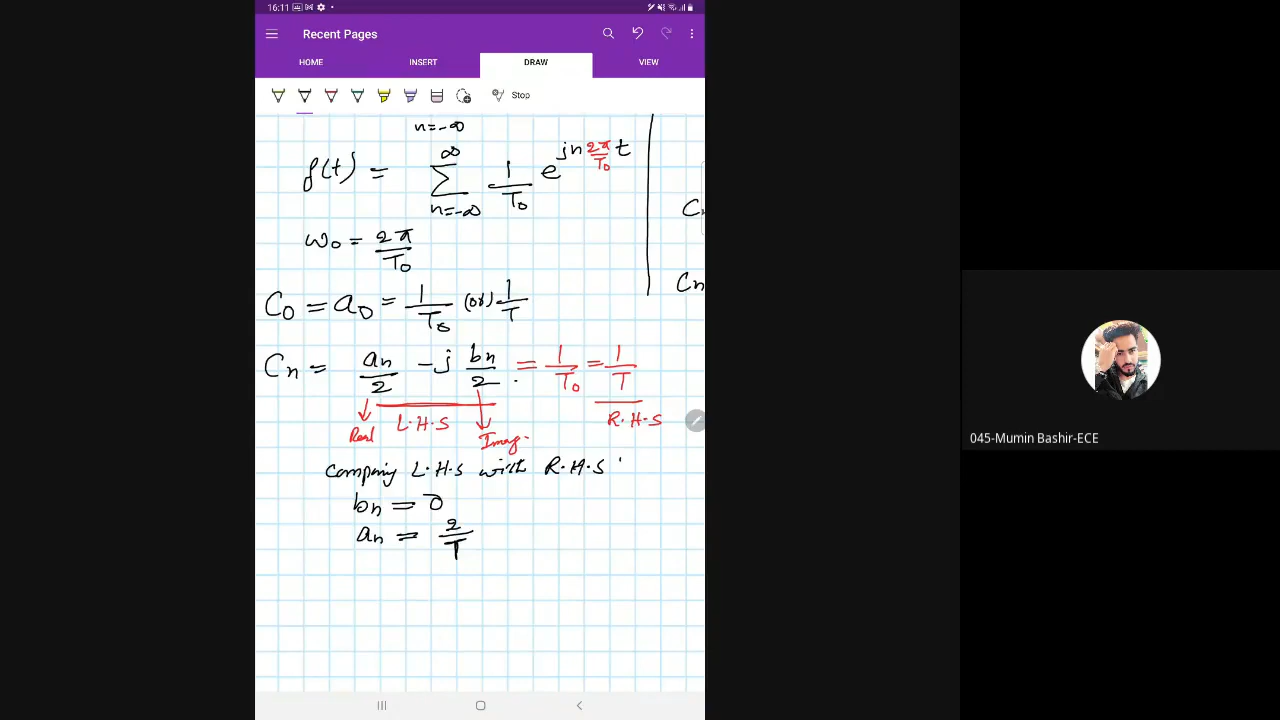 16:11
Recent Pages
HOME INSERT DRAW VIEW
Stop
n=-∞
f(t) = ∞ Σ n=-∞ 1/T₀ e^{jn 2π/T₀ t}
ω₀ = 2π/T₀
C₀ = a₀ = 1/T₀ (or) 1/T
Cₙ = aₙ/2 - j bₙ/2 = 1/T₀ = 1/T
Real L.H.S Imag. R.H.S
L.H.S with R.H.S
bₙ = 0
aₙ = 2/T
Cn
045-Mumin Bashir-ECE